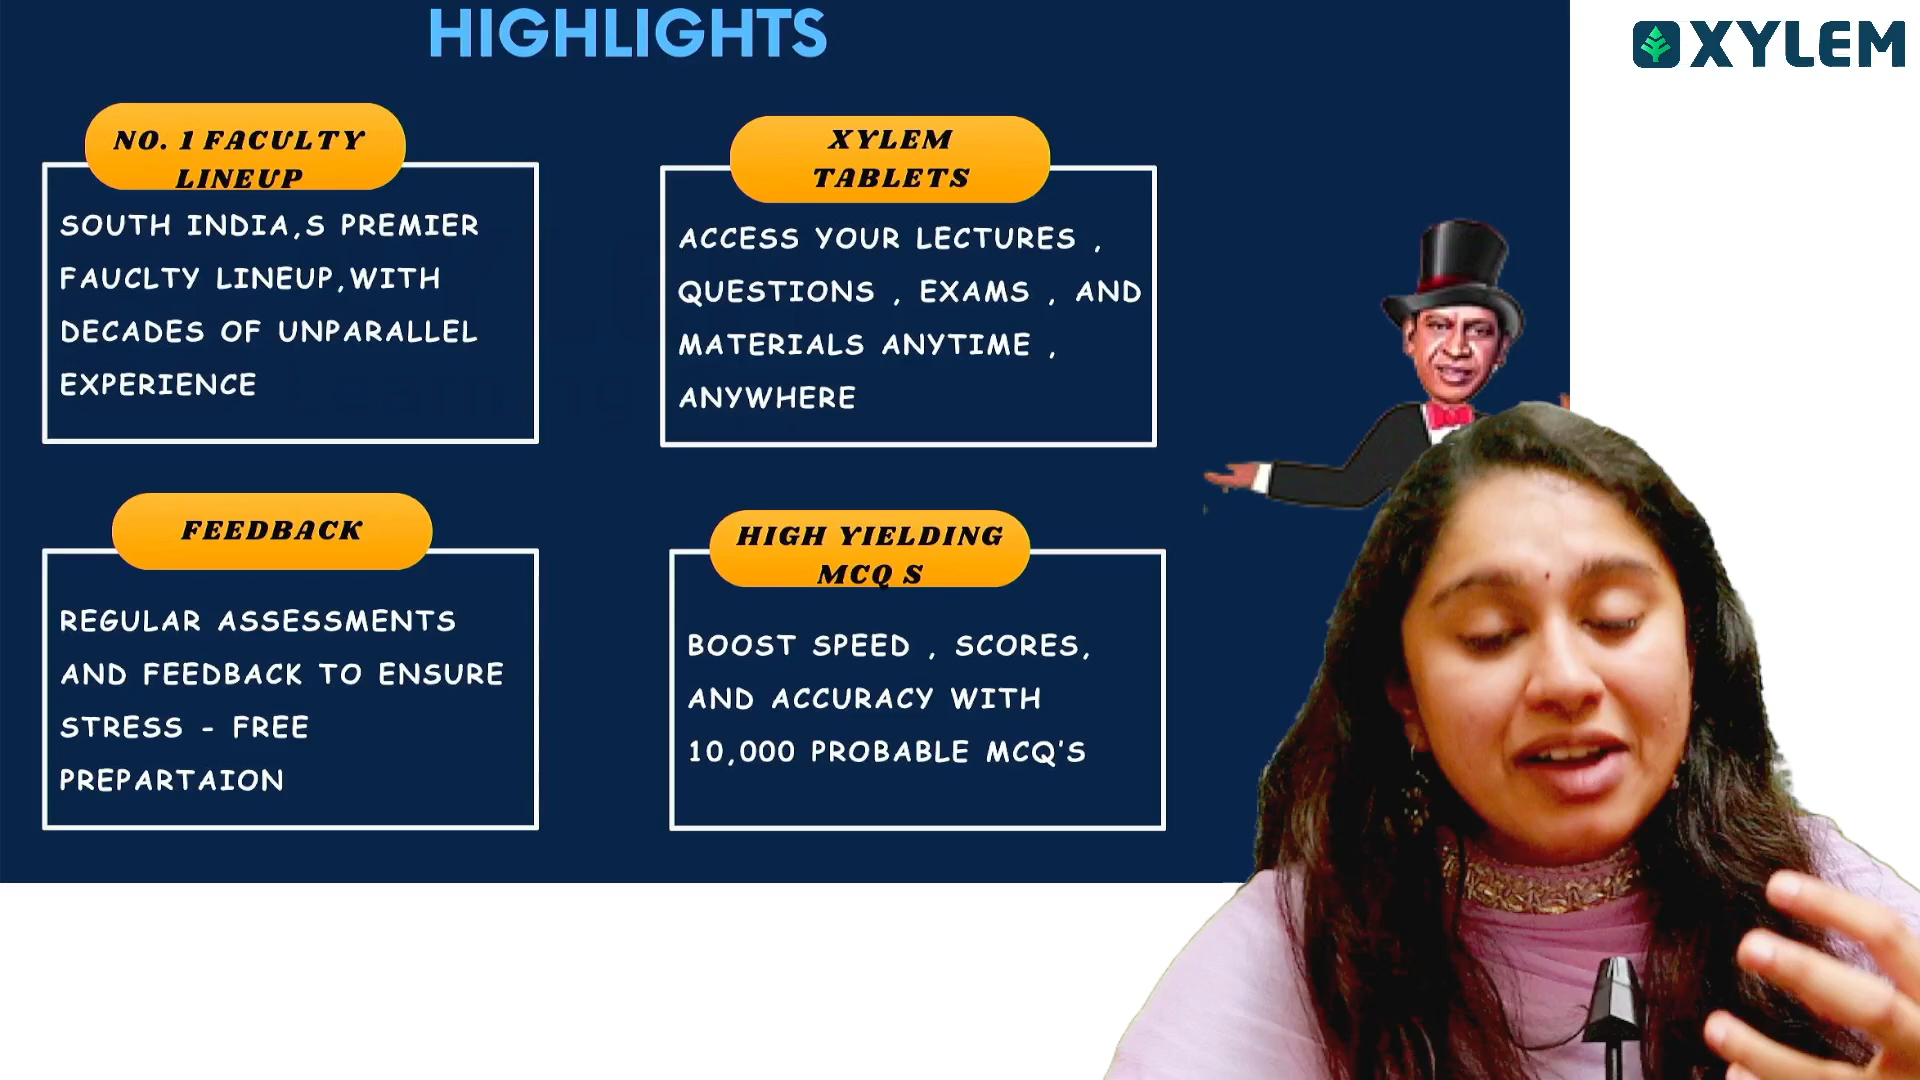 HIGHLIGHTS
XYLEM
NO. 1 FACULTY
LINEUP
SOUTH INDIA,S PREMIER
FAUCLTY LINEUP,WITH
DECADES OF UNPARALLEL
EXPERIENCE
XYLEM
TABLETS
ACCESS YOUR LECTURES ,
QUESTIONS , EXAMS , AND
MATERIALS ANYTIME ,
ANYWHERE
FEEDBACK
REGULAR ASSESSMENTS
AND FEEDBACK TO ENSURE
STRESS - FREE
PREPARTAION
HIGH YIELDING
MCQ S
BOOST SPEED , SCORES,
AND ACCURACY WITH
10,000 PROBABLE MCQ'S